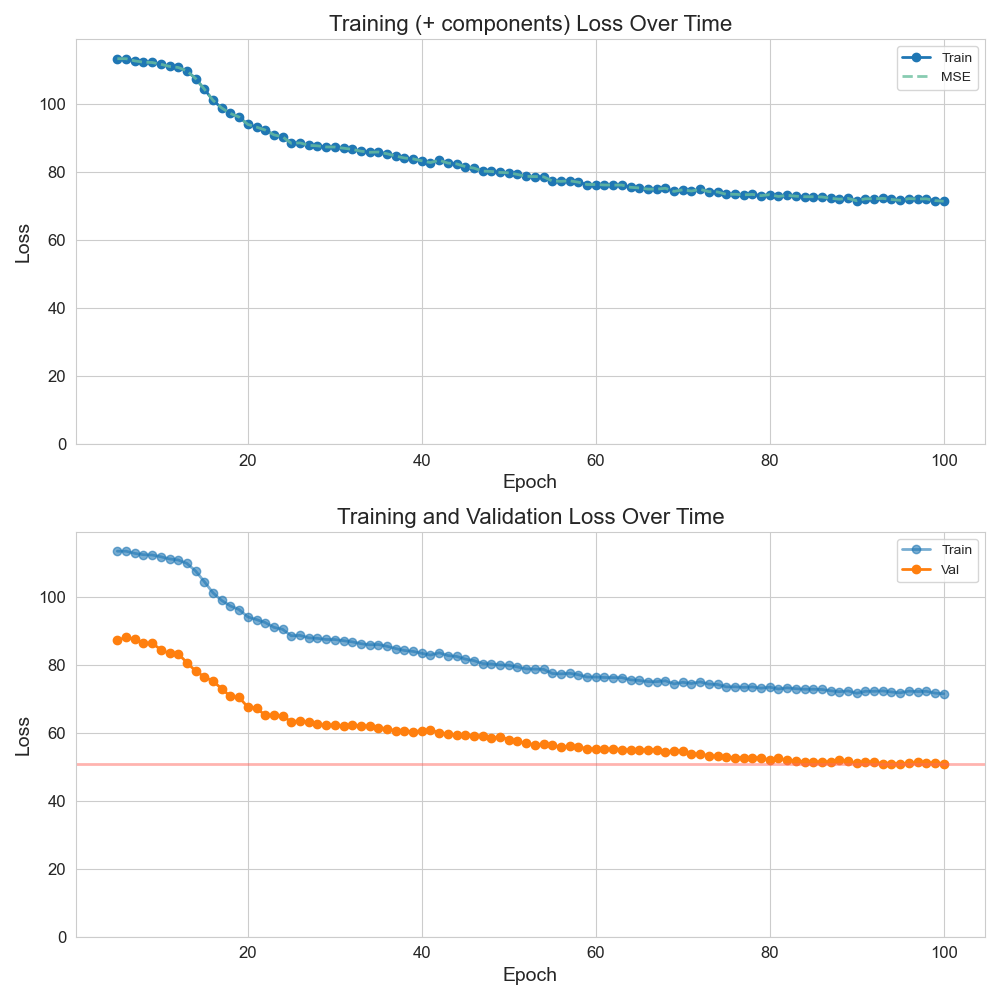 Training (+ components) Loss Over Time
Train
MSE
Loss
100
80
60
40
20
0
20 40 60 80 100
Epoch
Training and Validation Loss Over Time
Train
Val
Loss
100
80
60
40
20
0
20 40 60 80 100
Epoch